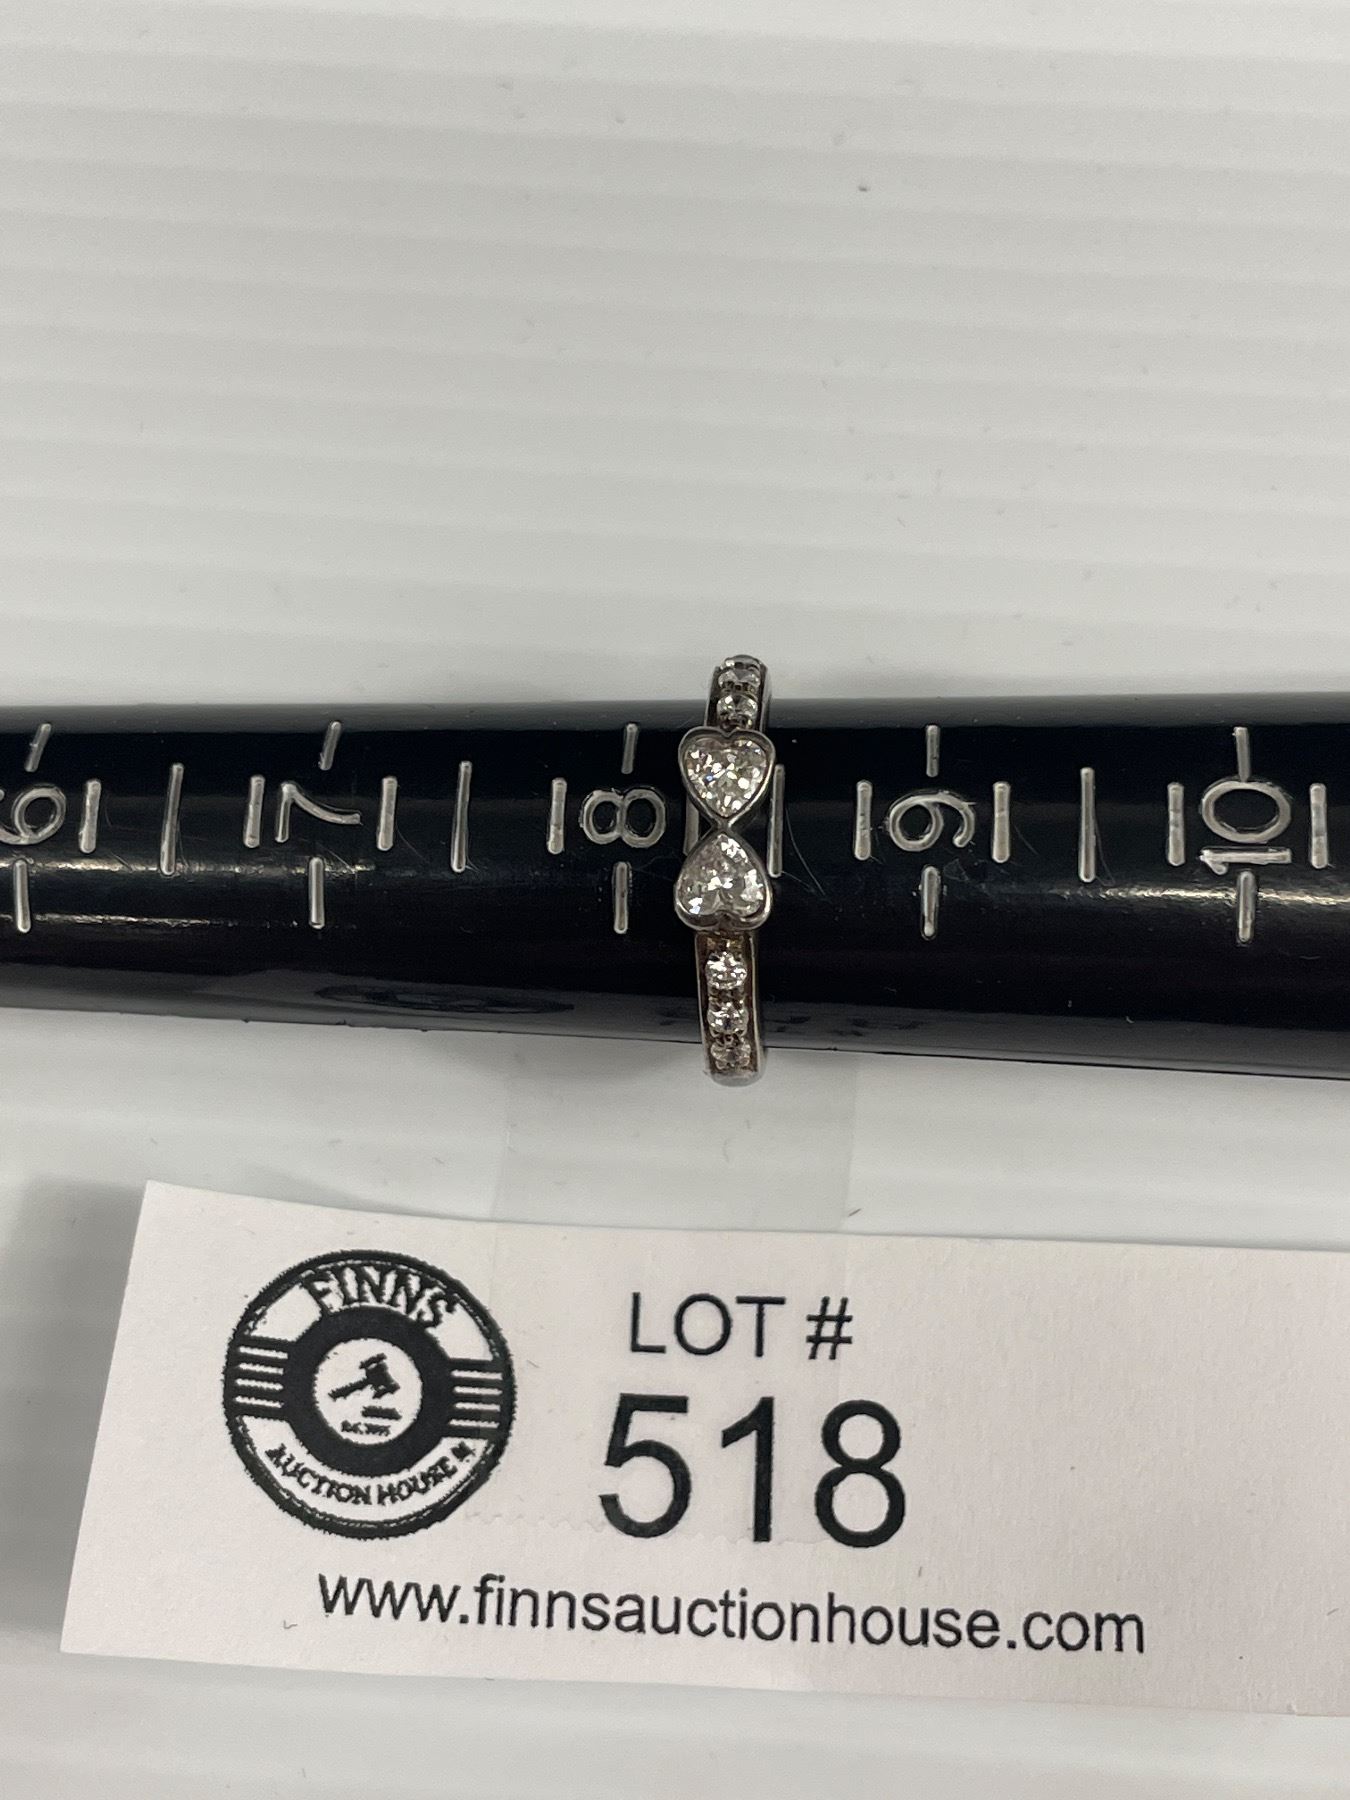 6 7 8 9 10
FINNS
AUCTION HOUSE
LOT #
518
www.finnsauctionhouse.com